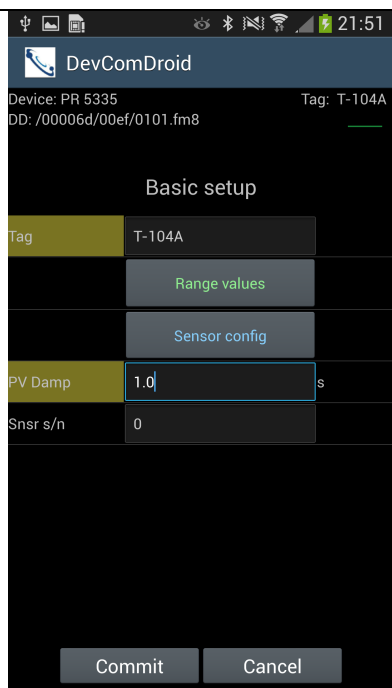 21:51
DevComDroid
Device: PR 5335 Tag: T-104A
DD: /00006d/00ef/0101.fm8
Basic setup
Tag T-104A
Range values
Sensor config
PV Damp 1.0 s
Snsr s/n 0
Commit Cancel